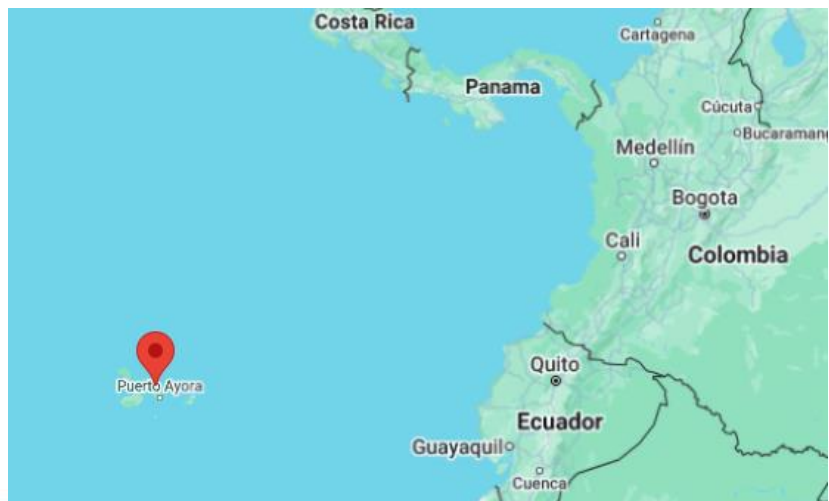 Costa Rica
Cartagena
Panama
Cúcuta
Bucaramang
Medellín
Bogota
Cali
Colombia
Puerto Ayora
Quito
Ecuador
Guayaquil
Cuenca